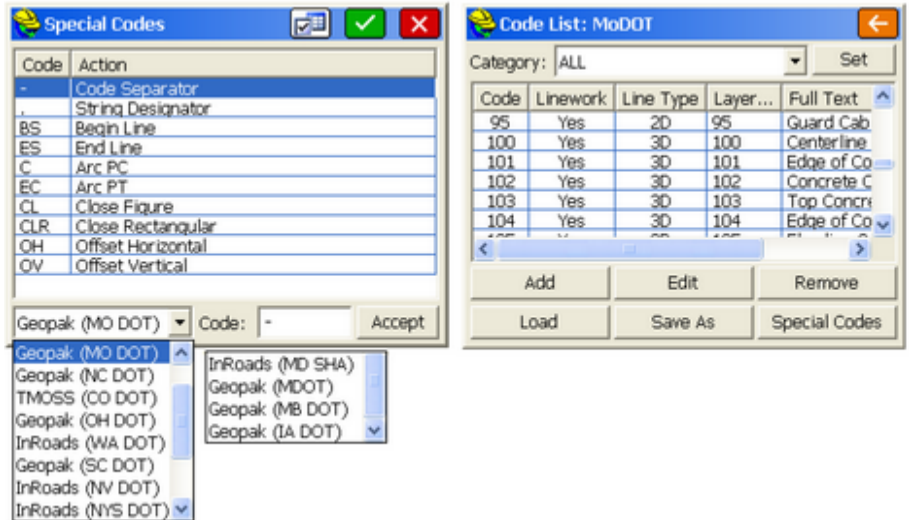 Special Codes
Code Action
- Code Separator
, String Designator
BS Begin Line
ES End Line
C Arc PC
EC Arc PT
CL Close Figure
CLR Close Rectangular
OH Offset Horizontal
OV Offset Vertical
Geopak (MO DOT) Code: - Accept
Geopak (MO DOT)
Geopak (NC DOT)
TMOSS (CO DOT)
Geopak (OH DOT)
InRoads (WA DOT)
Geopak (SC DOT)
InRoads (NV DOT)
InRoads (NYS DOT)
InRoads (MD SHA)
Geopak (MDOT)
Geopak (MB DOT)
Geopak (IA DOT)
Code List: MoDOT
Category: ALL Set
Code Linework Line Type Layer... Full Text
95 Yes 2D 95 Guard Cab
100 Yes 3D 100 Centerline
101 Yes 3D 101 Edge of Co
102 Yes 3D 102 Concrete C
103 Yes 3D 103 Top Concre
104 Yes 3D 104 Edge of Co
Add Edit Remove
Load Save As Special Codes